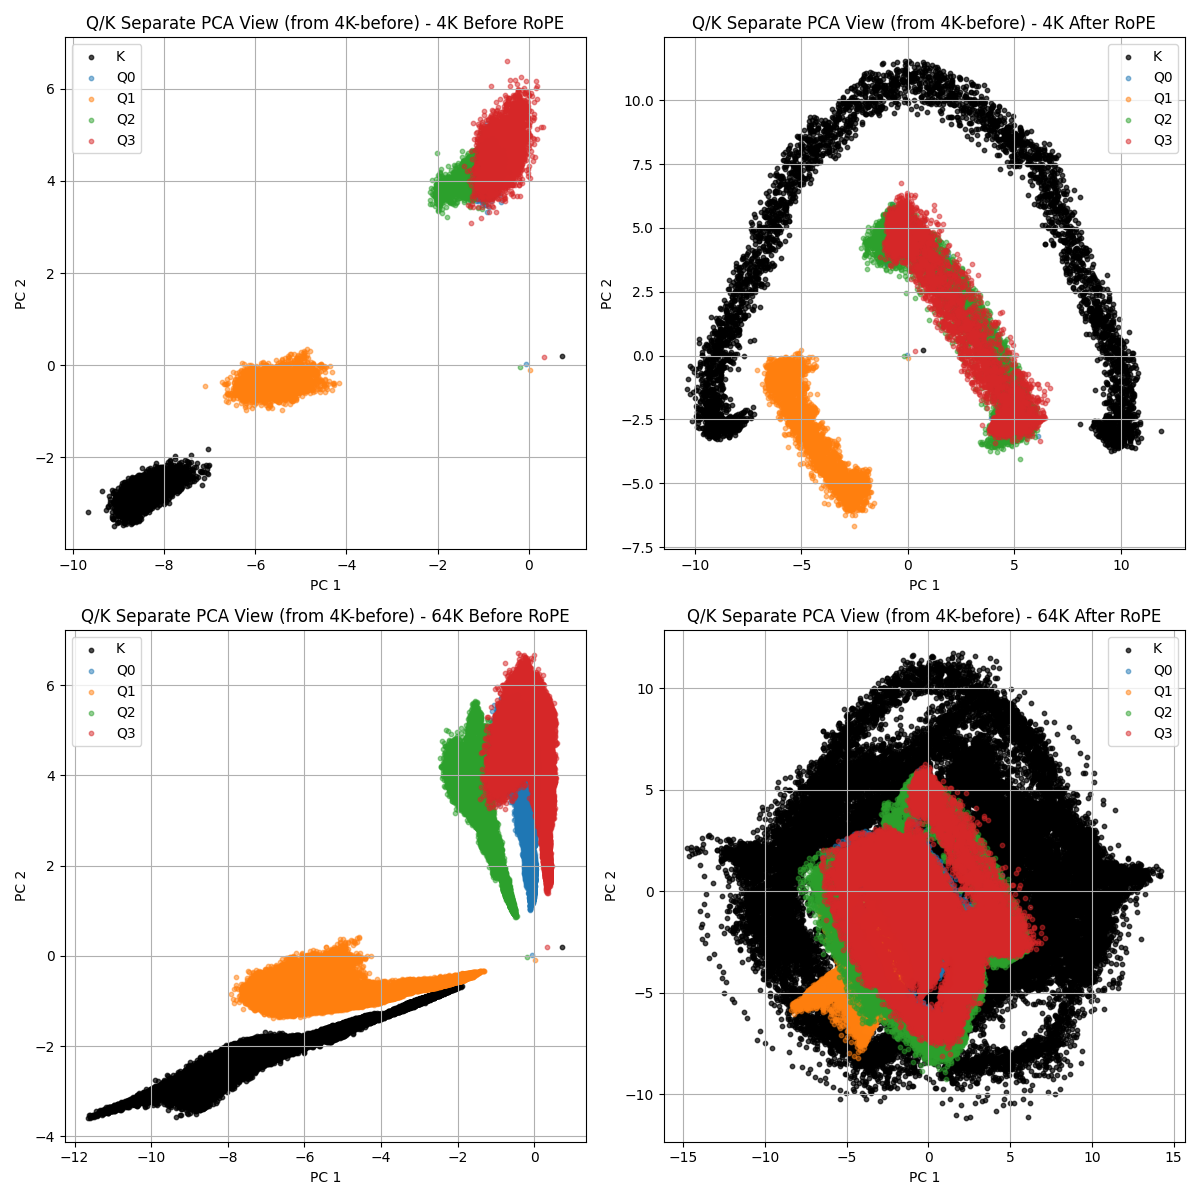 Q/K Separate PCA View (from 4K-before) - 4K Before RoPE
K
Q0
Q1
Q2
Q3
6
4
2
0
−2
PC 2
−10
−8
−6
−4
−2
0
PC 1
Q/K Separate PCA View (from 4K-before) - 4K After RoPE
K
Q0
Q1
Q2
Q3
10.0
7.5
5.0
2.5
0.0
−2.5
−5.0
−7.5
PC 2
−10
−5
0
5
10
PC 1
Q/K Separate PCA View (from 4K-before) - 64K Before RoPE
K
Q0
Q1
Q2
Q3
6
4
2
0
−2
−4
PC 2
−12
−10
−8
−6
−4
−2
0
PC 1
Q/K Separate PCA View (from 4K-before) - 64K After RoPE
K
Q0
Q1
Q2
Q3
10
5
0
−5
−10
PC 2
−15
−10
−5
0
5
10
15
PC 1